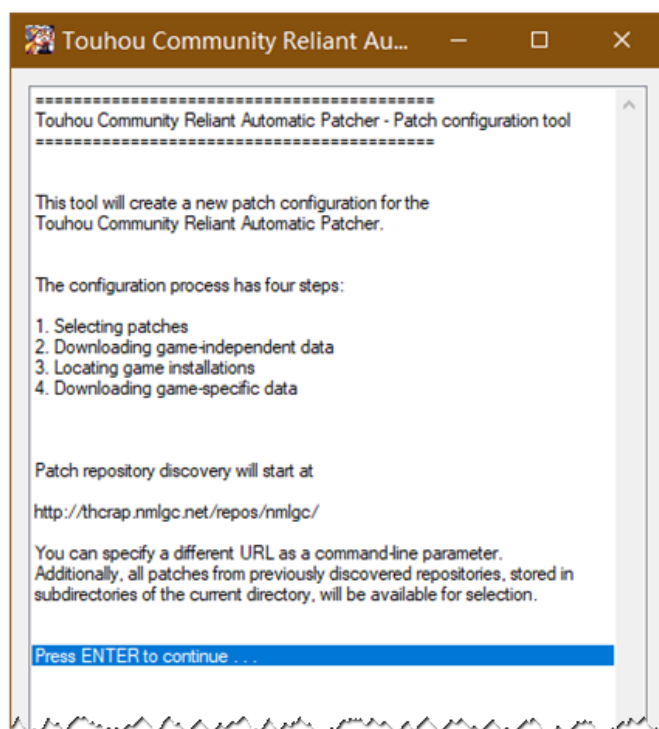 Touhou Community Reliant Au...
==========================================
Touhou Community Reliant Automatic Patcher - Patch configuration tool
==========================================
This tool will create a new patch configuration for the
Touhou Community Reliant Automatic Patcher.
The configuration process has four steps:
1. Selecting patches
2. Downloading game-independent data
3. Locating game installations
4. Downloading game-specific data
Patch repository discovery will start at
http://thcrap.nmlgc.net/repos/nmlgc/
You can specify a different URL as a command-line parameter.
Additionally, all patches from previously discovered repositories, stored in
subdirectories of the current directory, will be available for selection.
Press ENTER to continue . . .